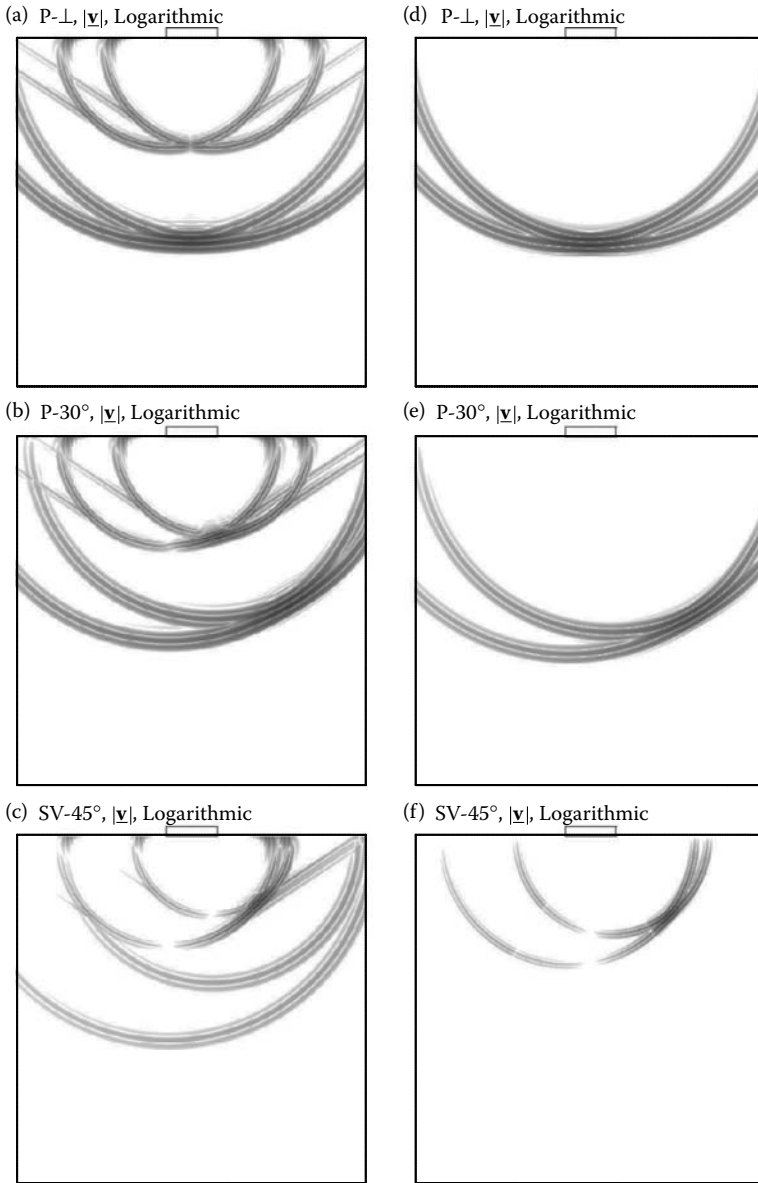 (a) P-⊥, |v|, Logarithmic
(d) P-⊥, |v|, Logarithmic
(b) P-30°, |v|, Logarithmic
(e) P-30°, |v|, Logarithmic
(c) SV-45°, |v|, Logarithmic
(f) SV-45°, |v|, Logarithmic